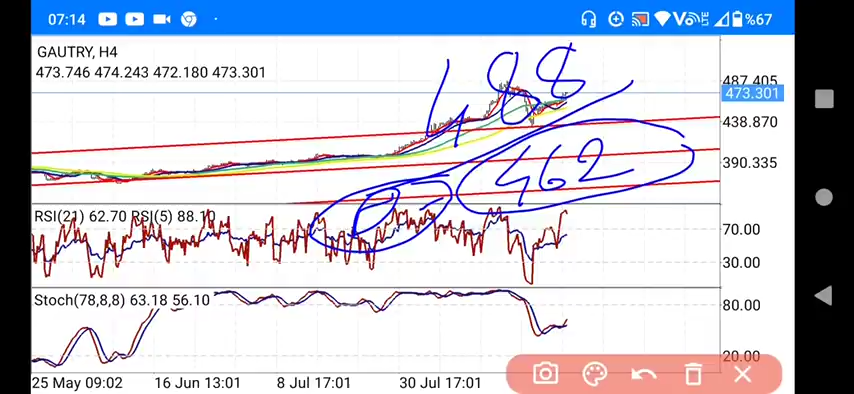 07:14
%67
GAUTRY, H4
473.746 474.243 472.180 473.301
488
487.405
473.301
438.870
462
390.335
RSI(21) 62.70 RSI(5) 88.10
70.00
30.00
Stoch(78,8,8) 63.18 56.10
80.00
20.00
25 May 09:02 16 Jun 13:01 8 Jul 17:01 30 Jul 17:01